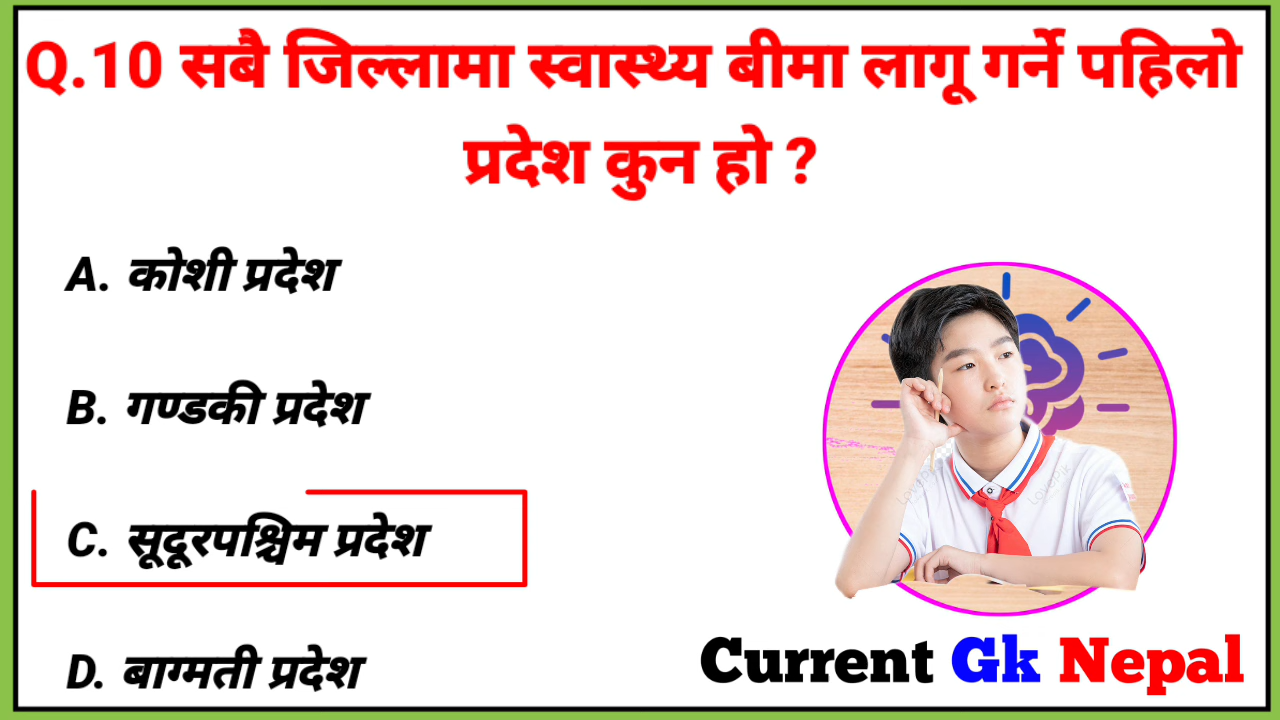 Q.10 सबै जिल्लामा स्वास्थ्य बीमा लागू गर्ने पहिलो
प्रदेश कुन हो ?
A. कोशी प्रदेश
B. गण्डकी प्रदेश
C. सूदूरपश्चिम प्रदेश
D. बाग्मती प्रदेश
Current Gk Nepal